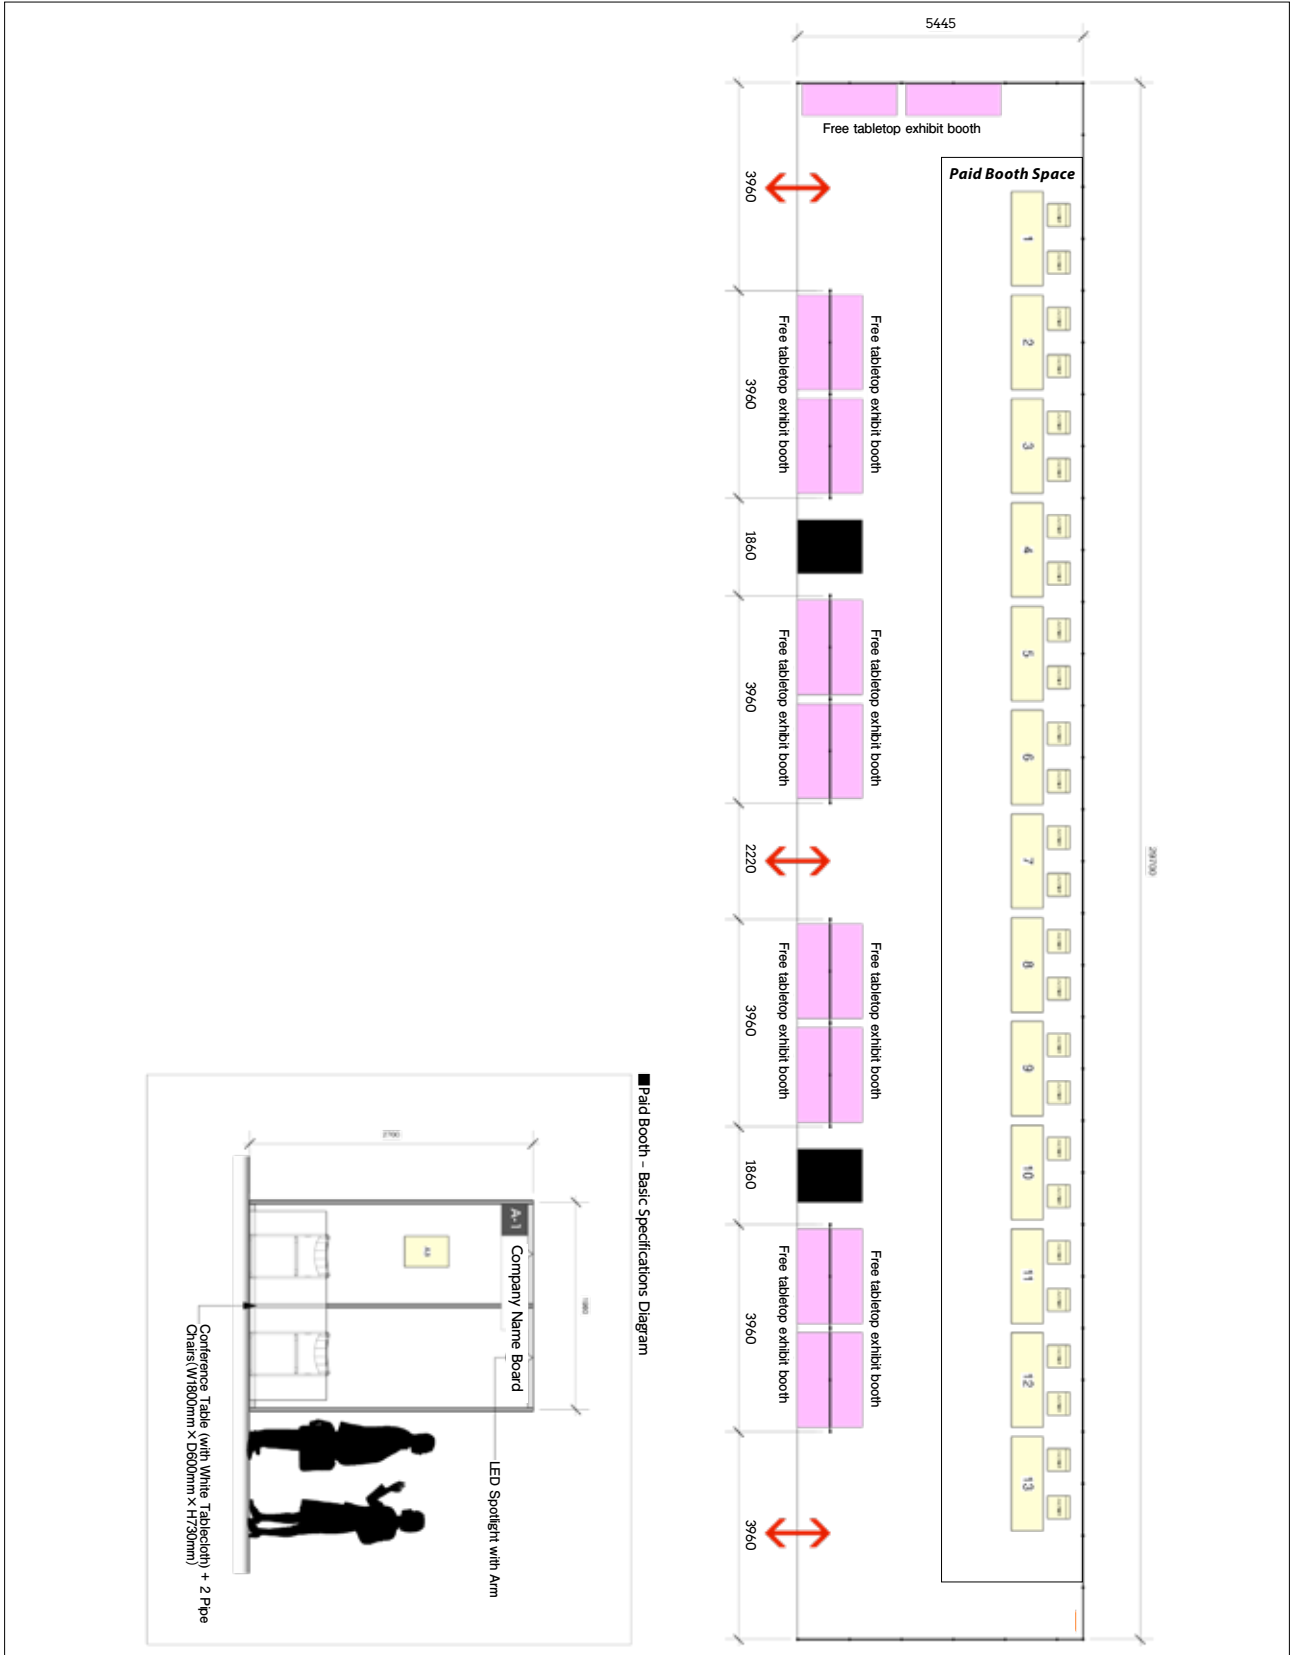 5445
Free tabletop exhibit booth
Paid Booth Space
3960
3960
1860
3960
2220
3960
1860
3960
3960
29700
Free tabletop exhibit booth
Free tabletop exhibit booth
Free tabletop exhibit booth
Free tabletop exhibit booth
Free tabletop exhibit booth
Free tabletop exhibit booth
Free tabletop exhibit booth
Free tabletop exhibit booth
1
2
3
4
5
6
7
8
9
10
11
12
13
■Paid Booth – Basic Specifications Diagram
2700
1980
A-1
Company Name Board
A3
LED Spotlight with Arm
Conference Table (with White Tablecloth) + 2 Pipe
Chairs(W1800mm×D600mm×H730mm)